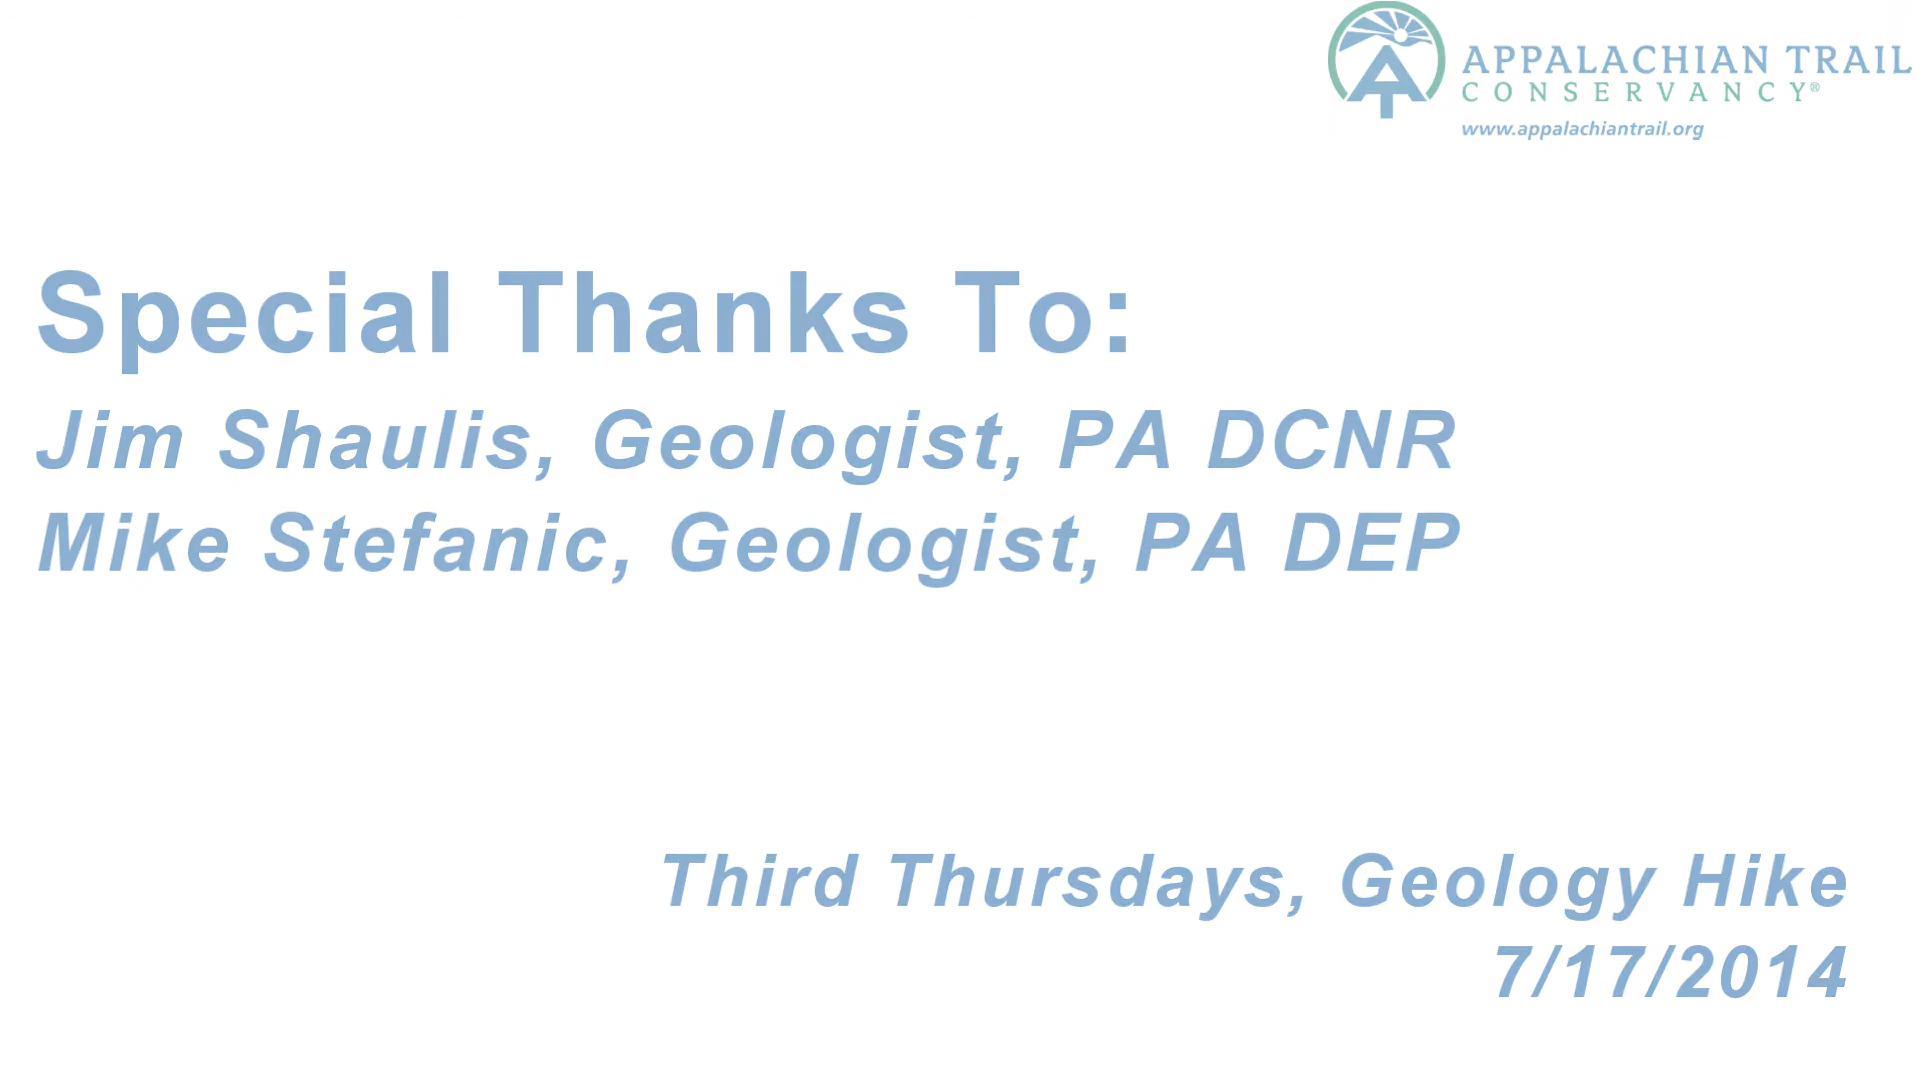 APPALACHIAN TRAIL
CONSERVANCY®
www.appalachiantrail.org
Special Thanks To:
Jim Shaulis, Geologist, PA DCNR
Mike Stefanic, Geologist, PA DEP
Third Thursdays, Geology Hike
7/17/2014